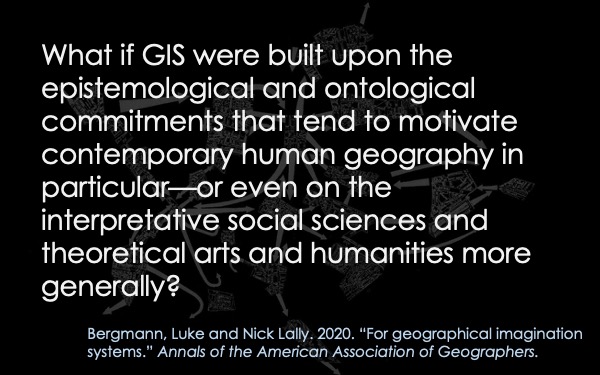 What if GIS were built upon the
epistemological and ontological
commitments that tend to motivate
contemporary human geography in
particular—or even on the
interpretative social sciences and
theoretical arts and humanities more
generally?
Bergmann, Luke and Nick Lally. 2020. “For geographical imagination
systems.” Annals of the American Association of Geographers.